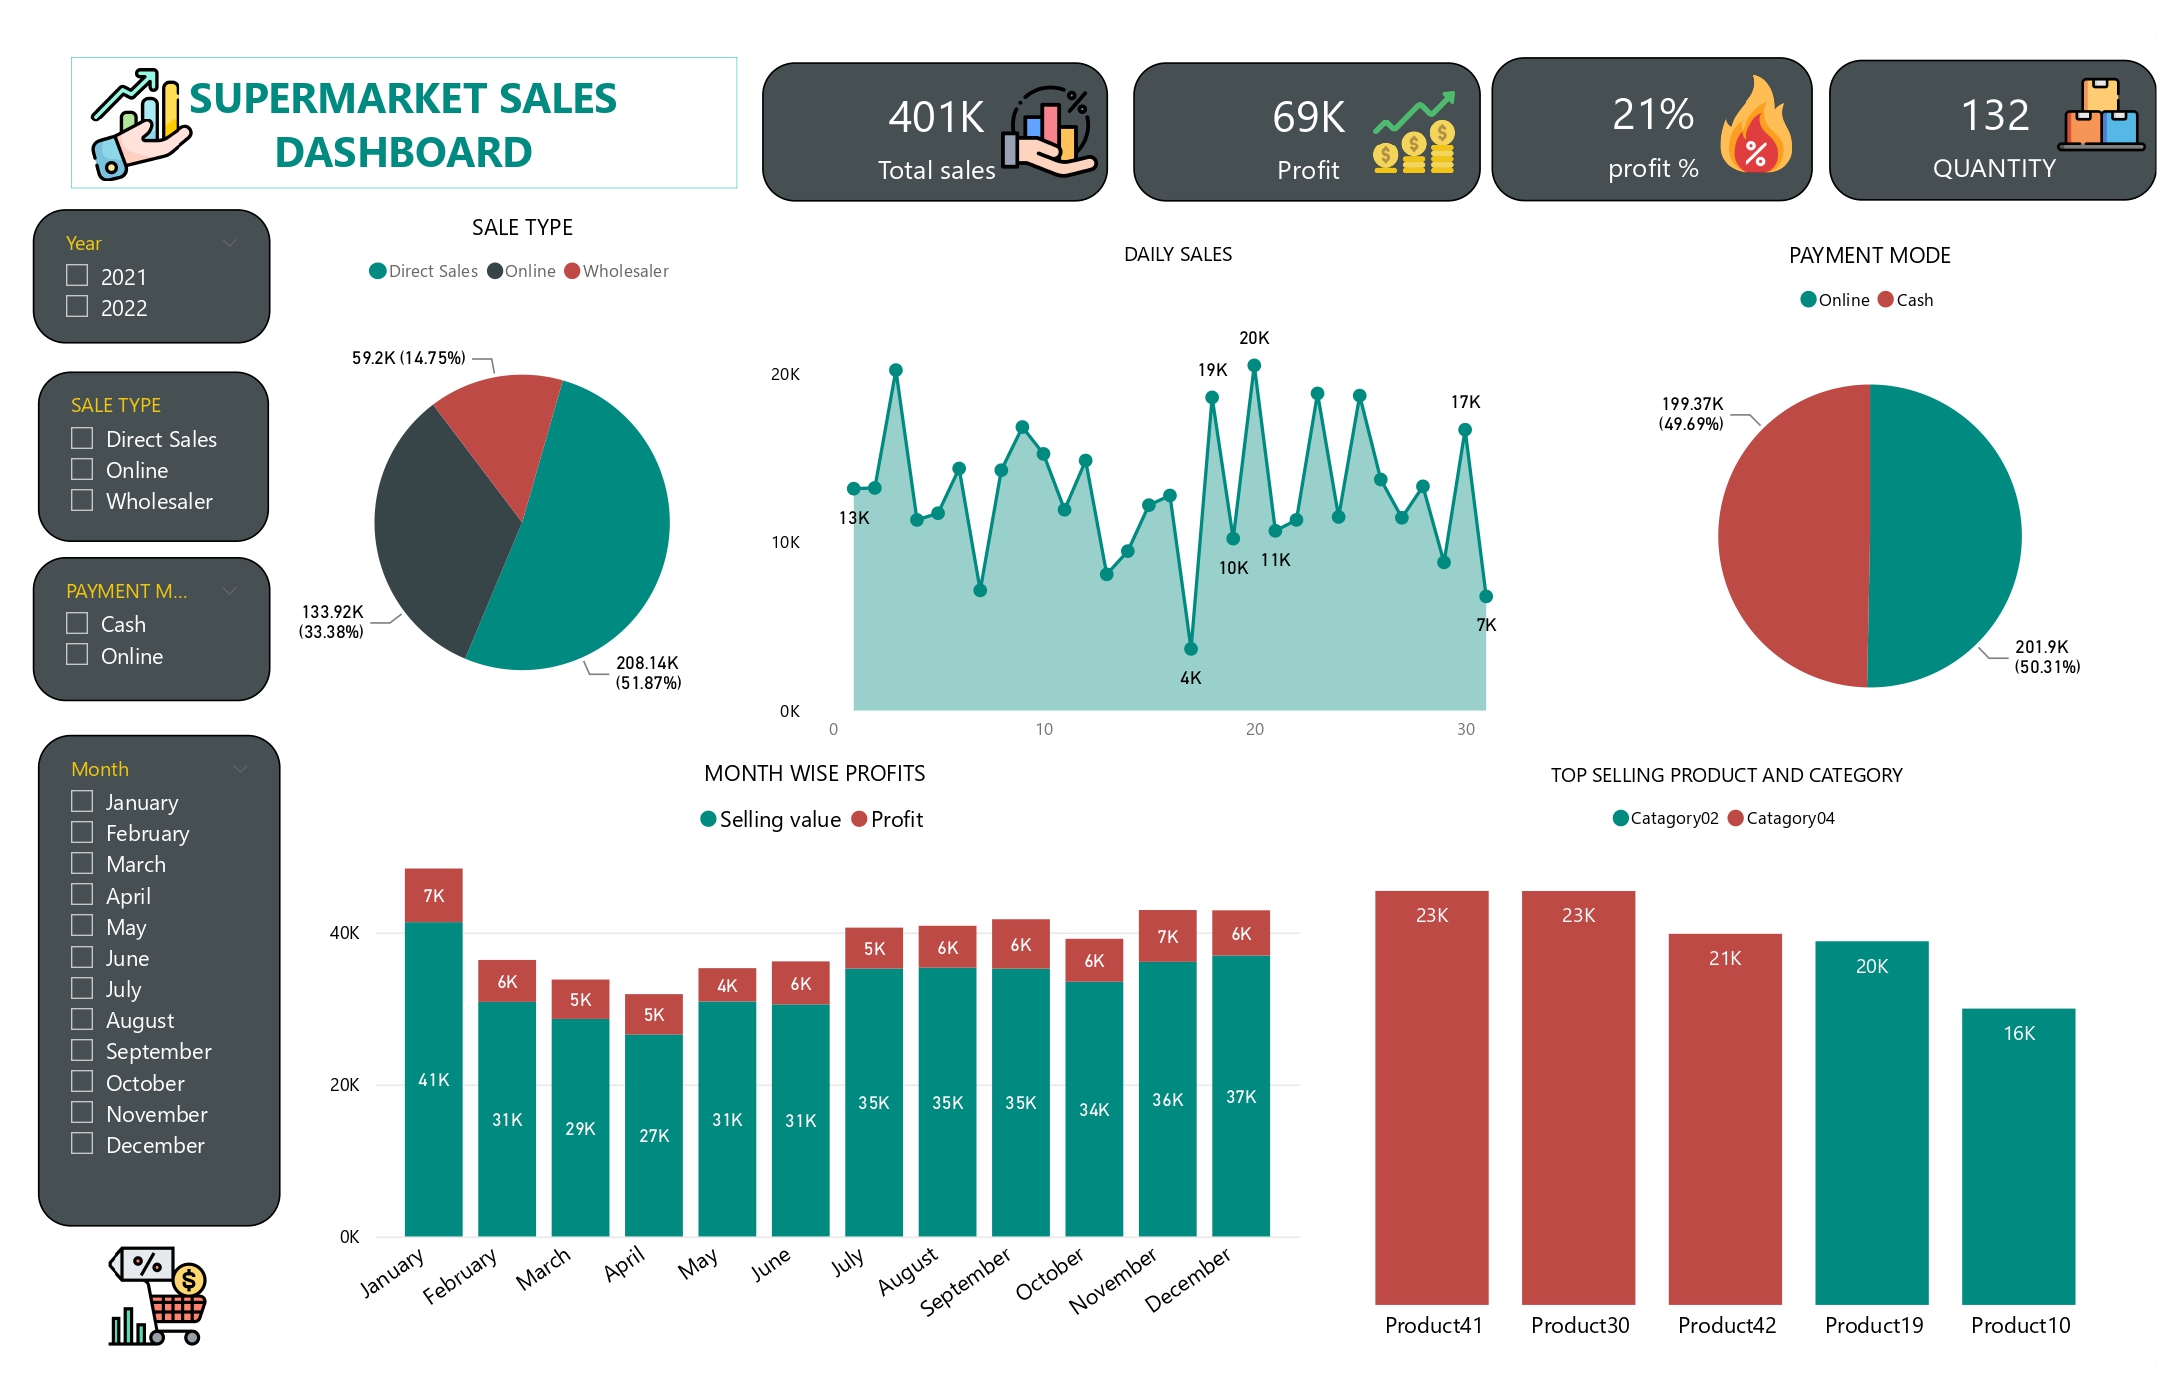 SUPERMARKET SALES
DASHBOARD
401K
Total sales
69K
Profit
21%
profit %
132
QUANTITY
Year
2021
2022
SALE TYPE
Direct Sales
Online
Wholesaler
PAYMENT M...
Cash
Online
Month
January
February
March
April
May
June
July
August
September
October
November
December
SALE TYPE
Direct Sales Online Wholesaler
59.2K (14.75%)
133.92K
(33.38%)
208.14K
(51.87%)
DAILY SALES
20K
10K
0K
13K
4K
19K
10K
20K
11K
17K
7K
0 10 20 30
PAYMENT MODE
Online Cash
199.37K
(49.69%)
201.9K
(50.31%)
MONTH WISE PROFITS
Selling value Profit
40K
20K
0K
7K 6K 5K 5K 4K 6K 5K 6K 6K 6K 7K 6K
41K 31K 29K 27K 31K 31K 35K 35K 35K 34K 36K 37K
January February March April May June July August September October November December
TOP SELLING PRODUCT AND CATEGORY
Catagory02 Catagory04
23K 23K 21K 20K 16K
Product41 Product30 Product42 Product19 Product10